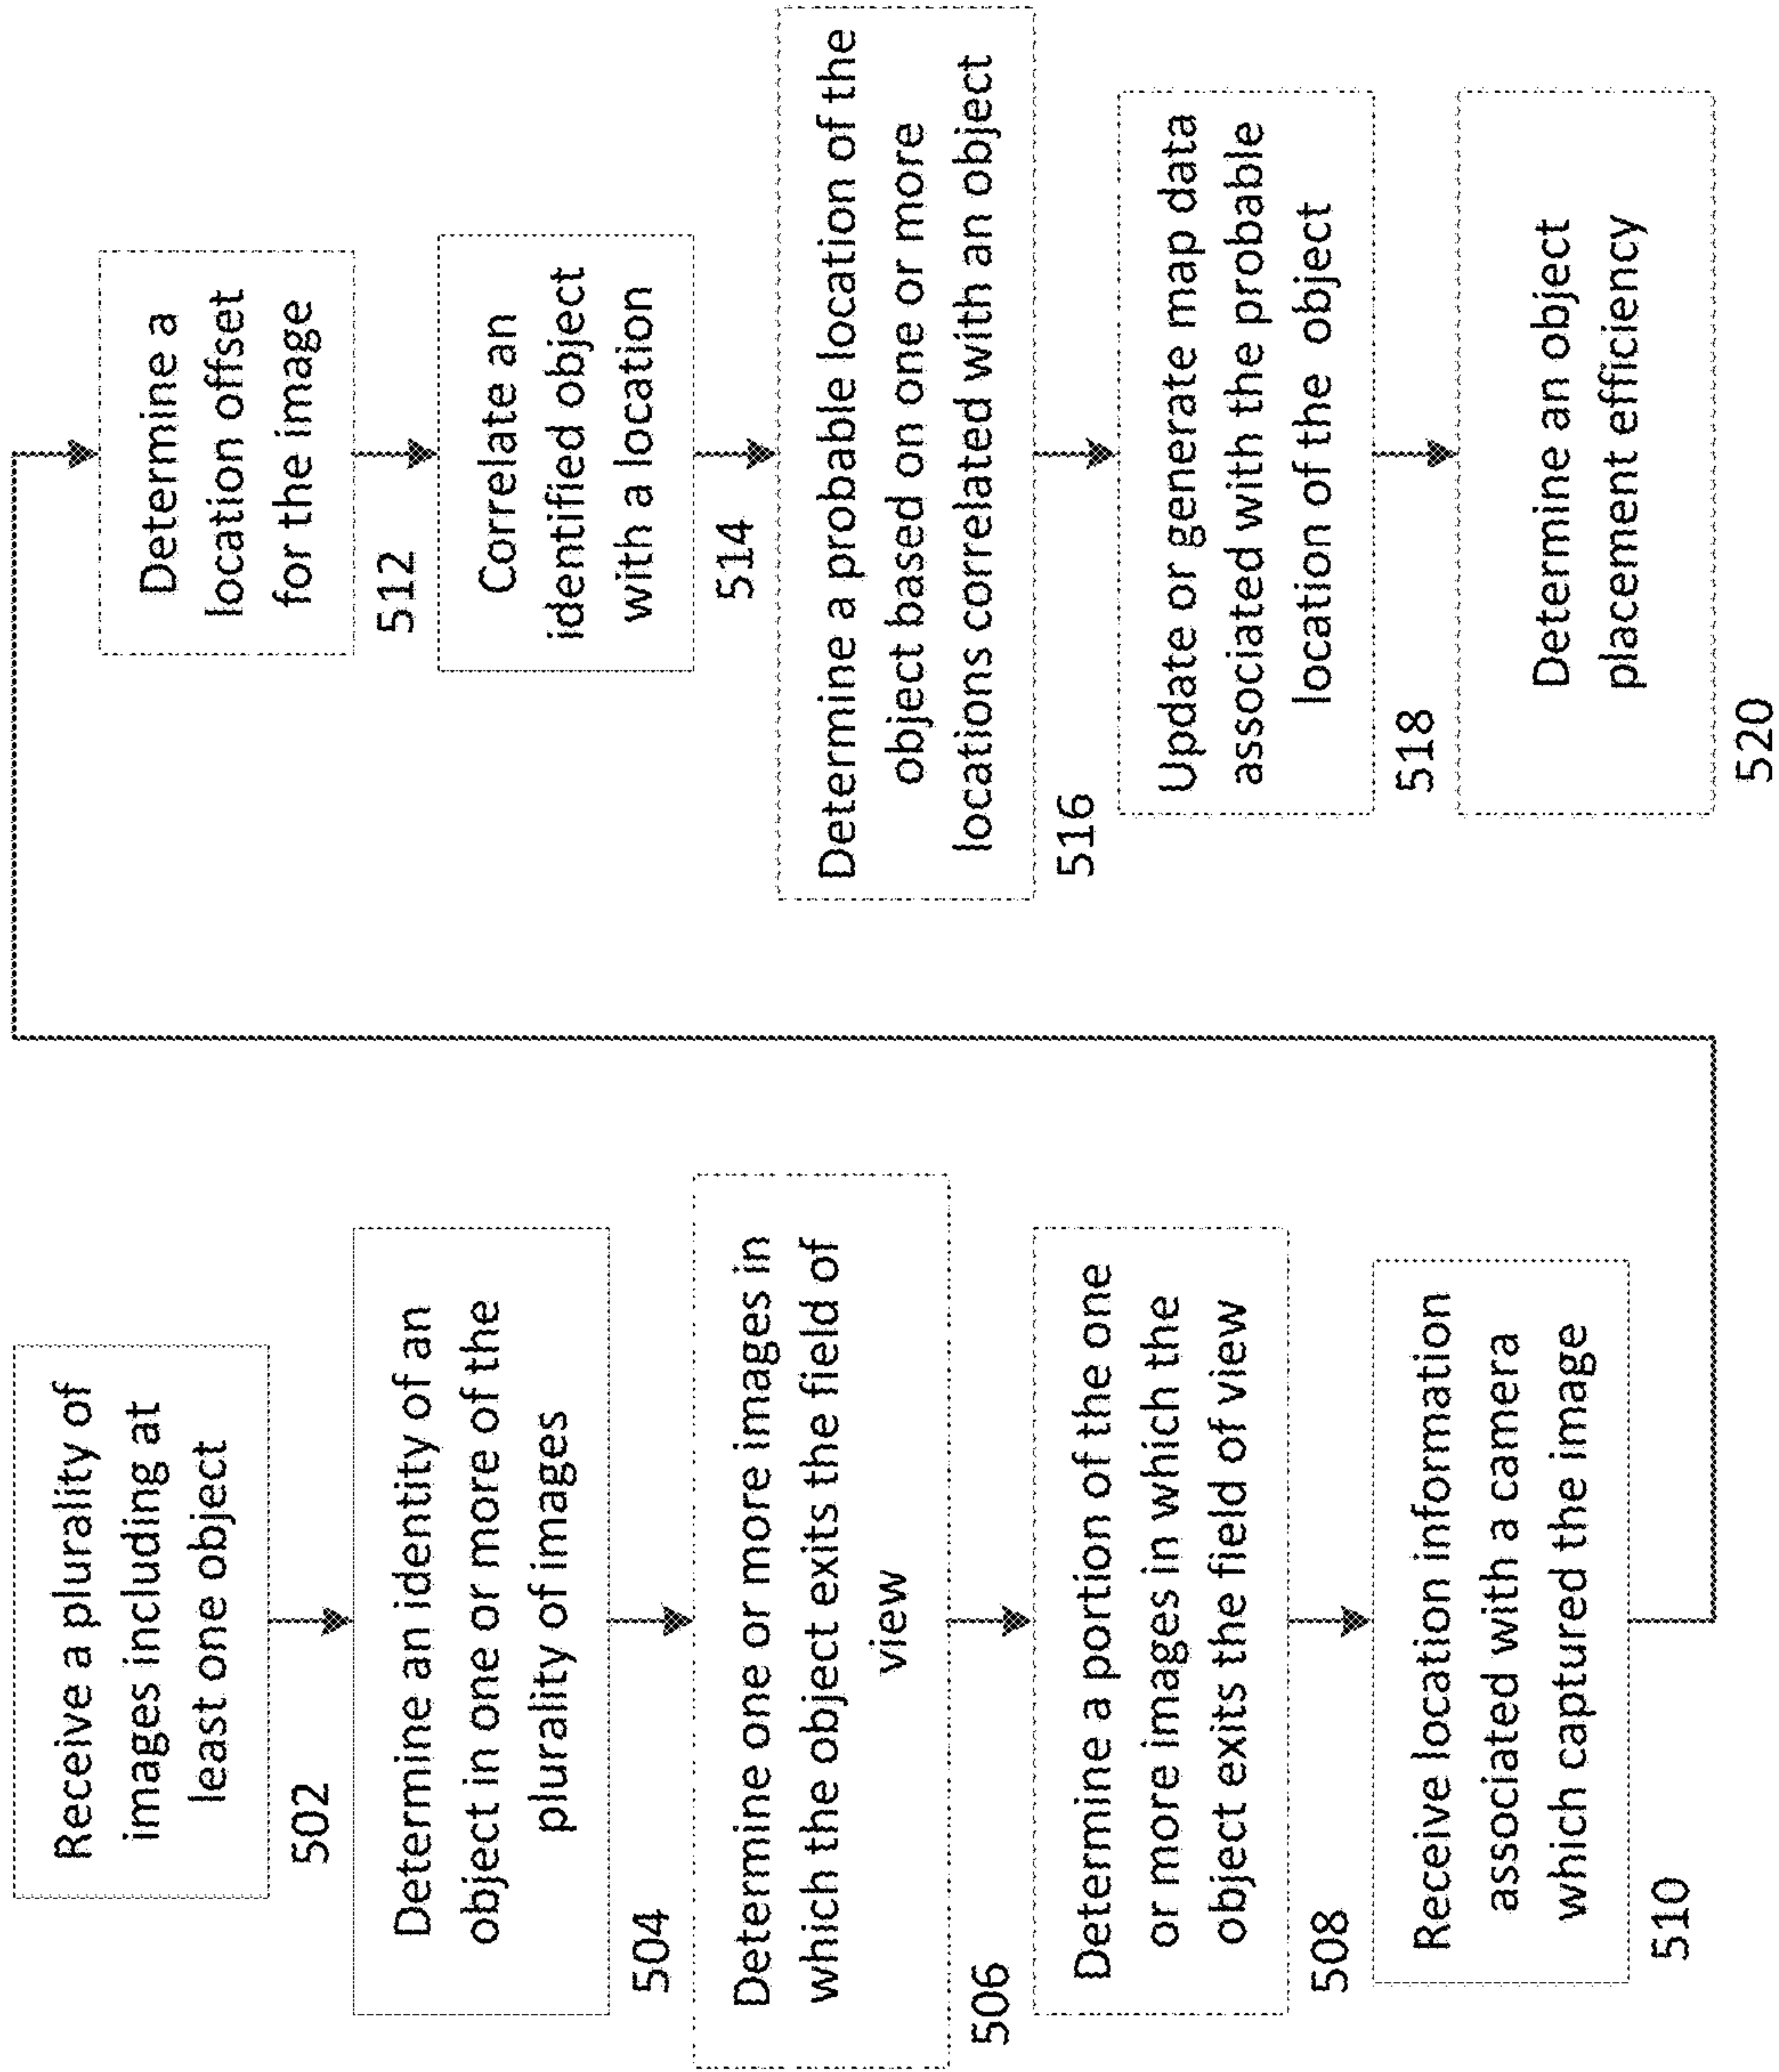 Receive a plurality of
images including at
least one object
502
Determine an identity of an
object in one or more of the
plurality of images
504
Determine one or more images in
which the object exits the field of
view
506
Determine a portion of the one
or more images in which the
object exits the field of view
508
Receive location information
associated with a camera
which captured the image
510
Determine a
location offset
for the image
512
Correlate an
identified object
with a location
514
Determine a probable location of the
object based on one or more
locations correlated with an object
516
Update or generate map data
associated with the probable
location of the object
518
Determine an object
placement efficiency
520